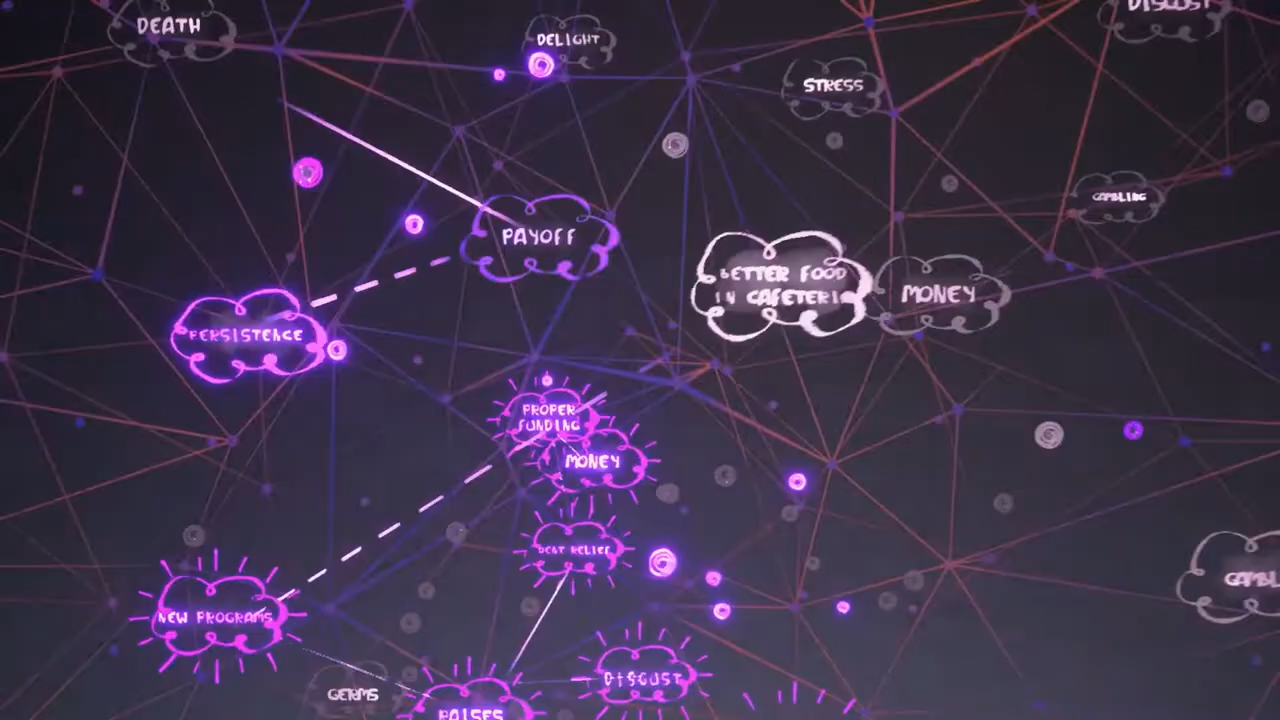 DEATH
DELIGHT
DISGUST
STRESS
GAMBLING
PAYOFF
BETTER FOOD
IN CAFETERI
MONEY
PERSISTENCE
PROPER
FUNDING
MONEY
DEBT RELIEF
GAMBL
NEW PROGRAMS
DISGUST
GERMS
RAISES